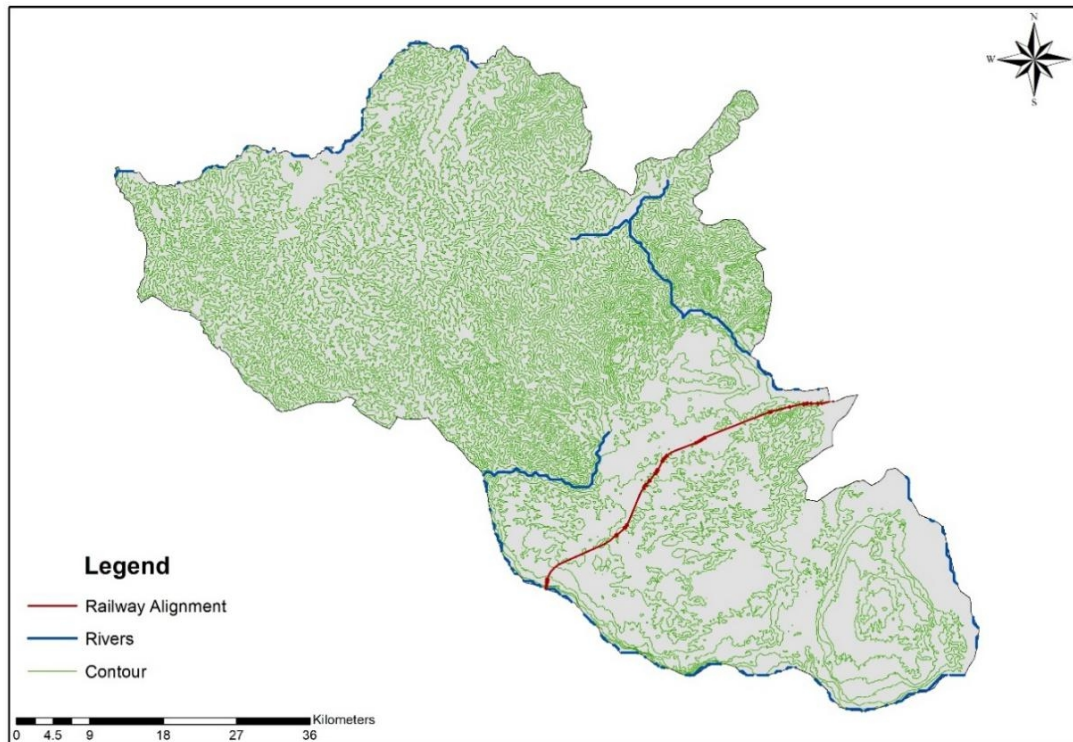 N
W
S
Legend
Railway Alignment
Rivers
Contour
Kilometers
0 4.5 9 18 27 36